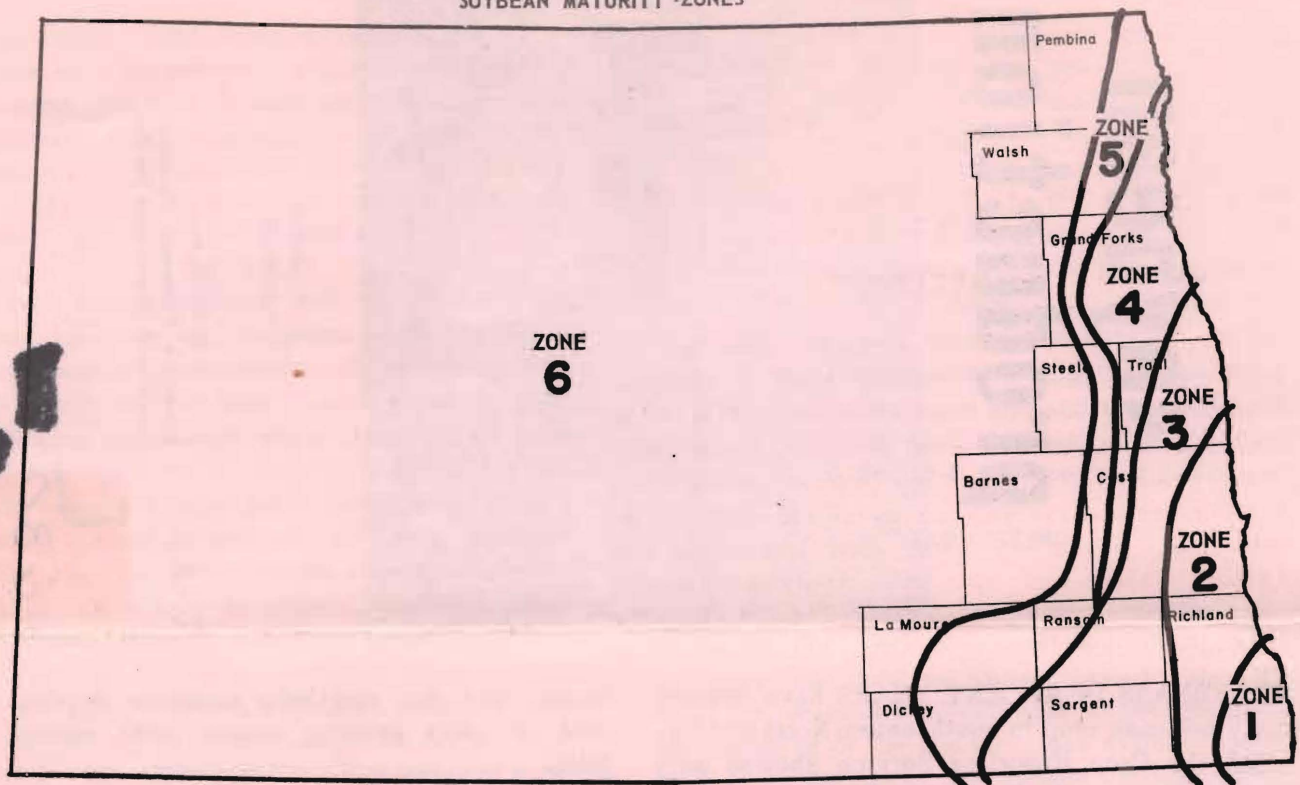 SOYBEAN MATURITY ZONES
Pembina
ZONE
5
Walsh
Grand Forks
ZONE
4
ZONE
6
Steele
Traill
ZONE
3
Barnes
Cass
ZONE
2
La Moure
Ransom
Richland
Dickey
Sargent
ZONE
1